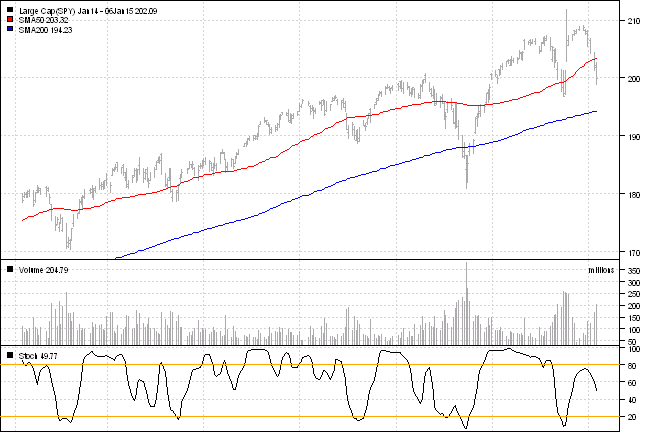 Large Cap(SPY) Jan14 - 06Jan15 202.09
SMA50 203.32
SMA200 194.23
210
200
190
180
170
Volume 204.79
millions
350
300
250
200
150
100
50
Stoch 49.77
100
80
60
40
20